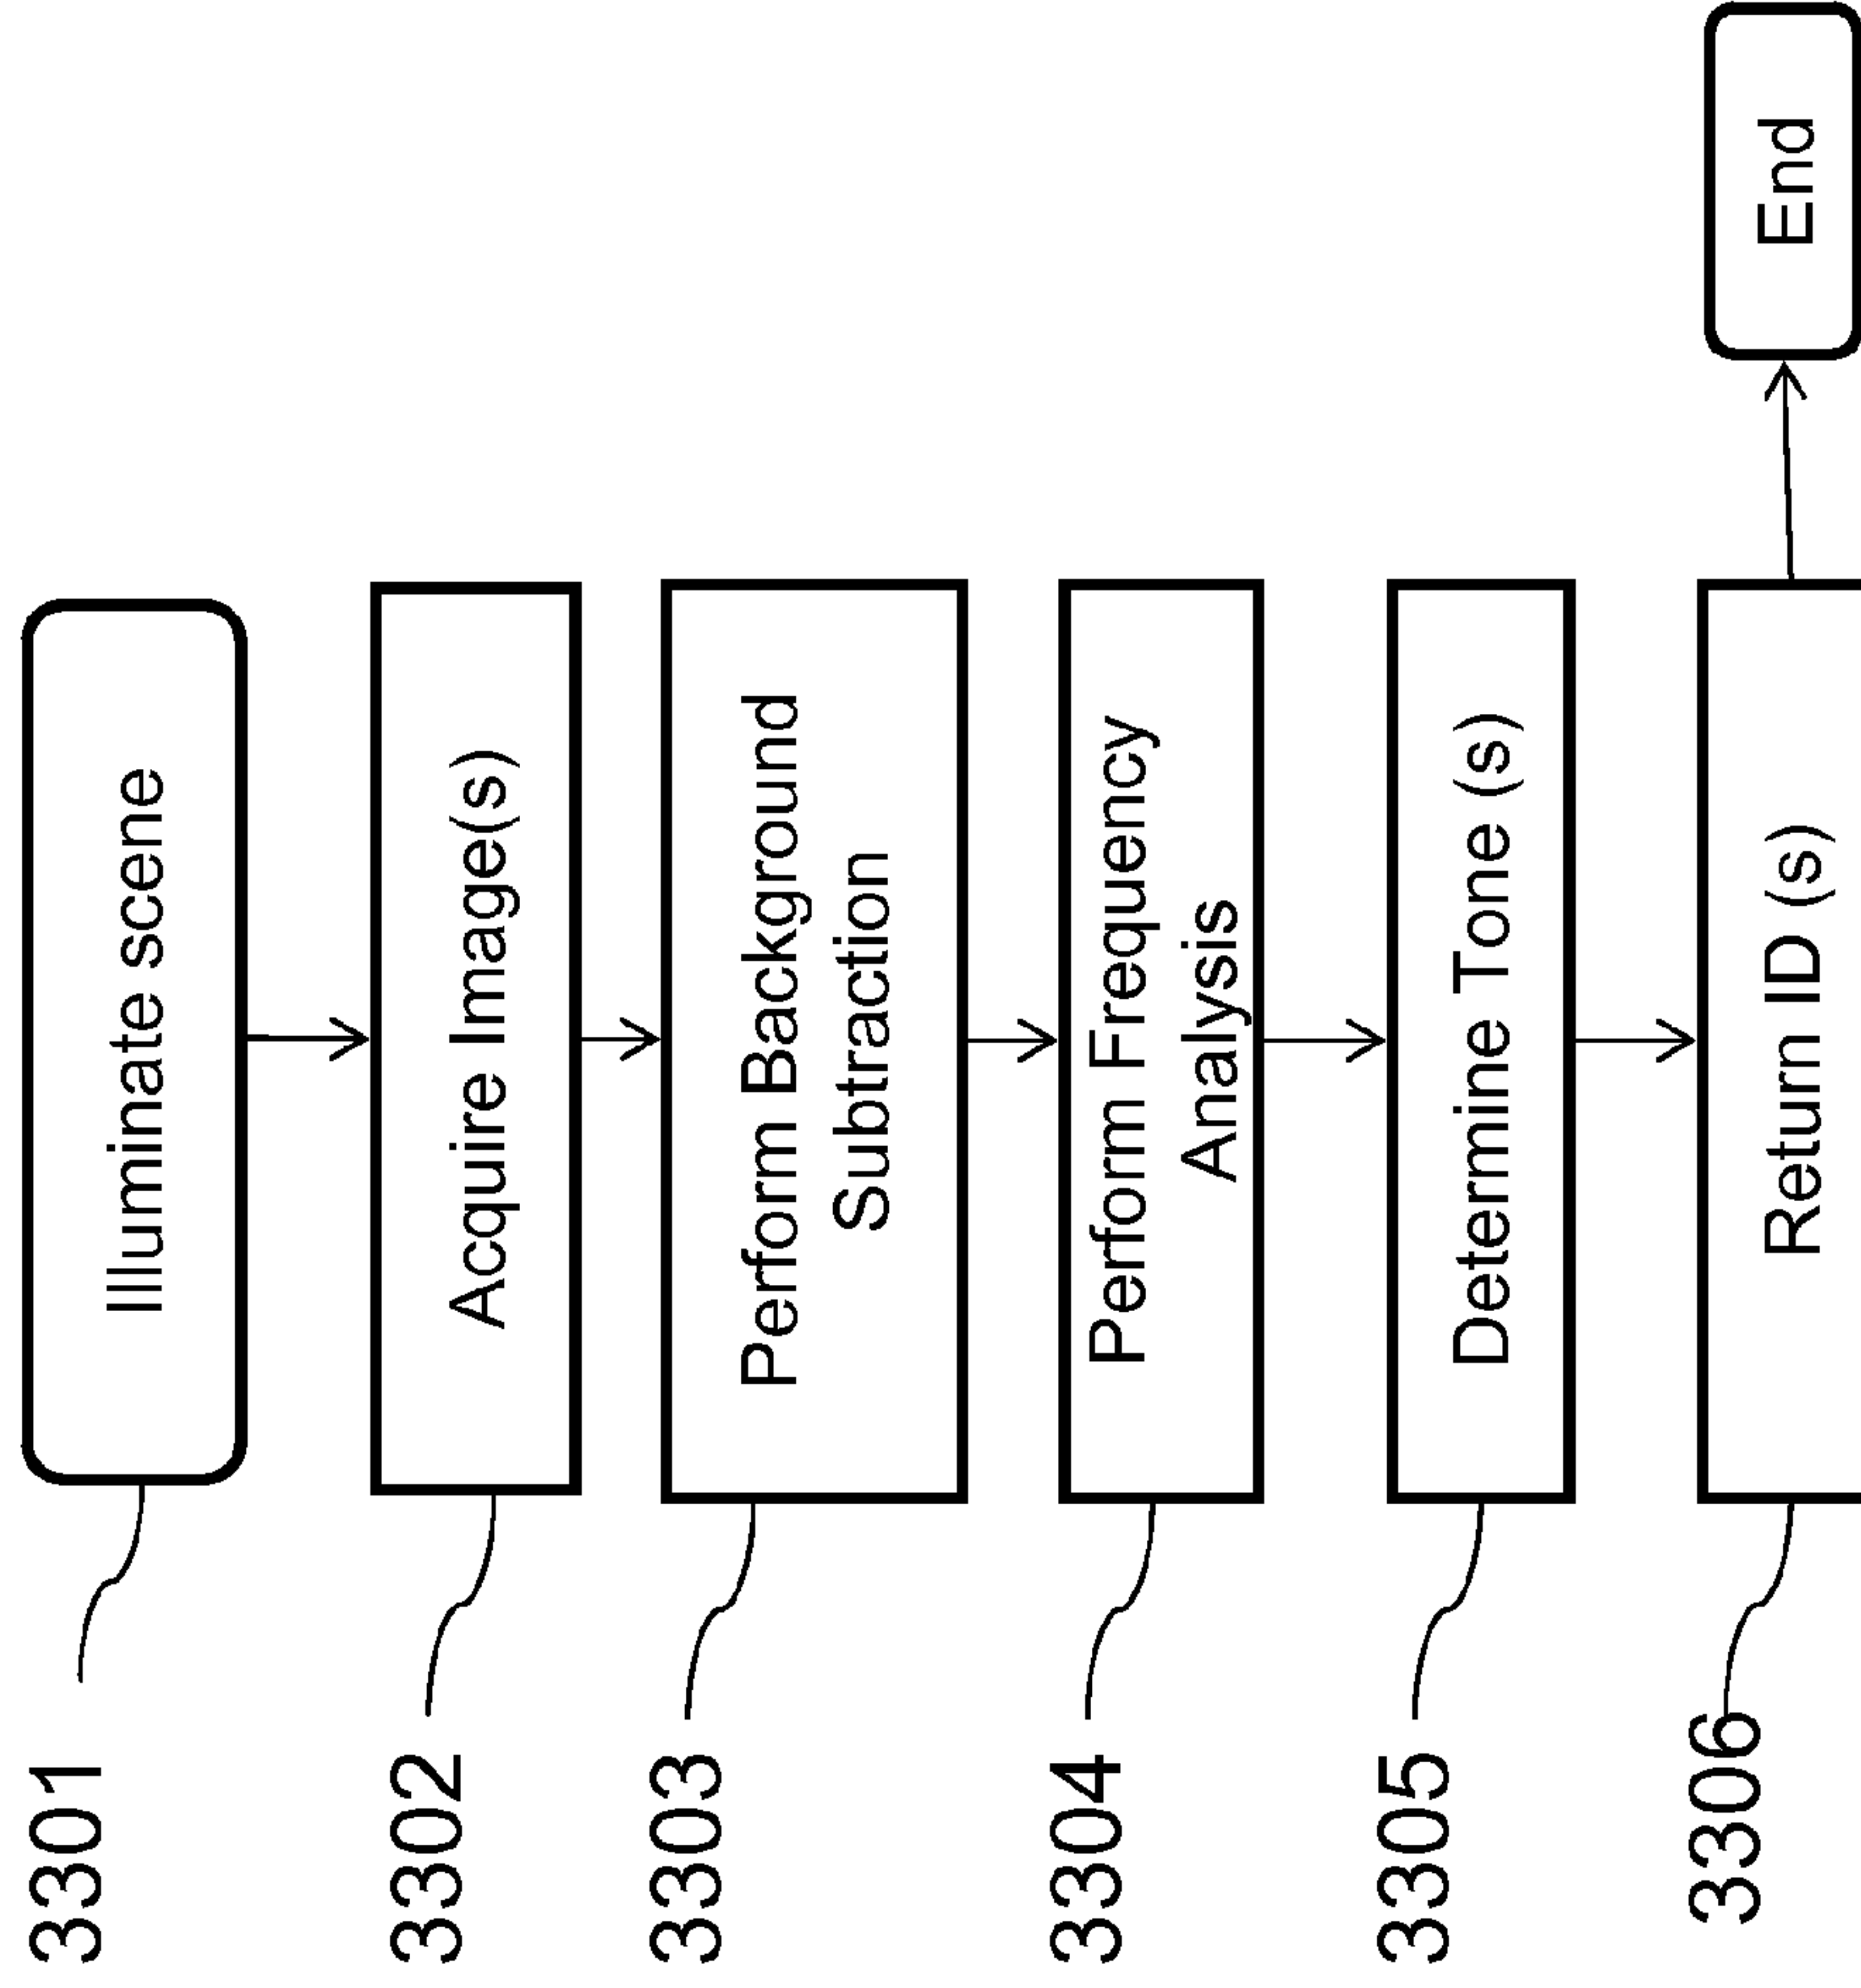 3301
Illuminate scene
3302
Acquire Image(s)
3303
Perform Background
Subtraction
3304
Perform Frequency
Analysis
3305
Determine Tone (s)
3306
Return ID (s)
End